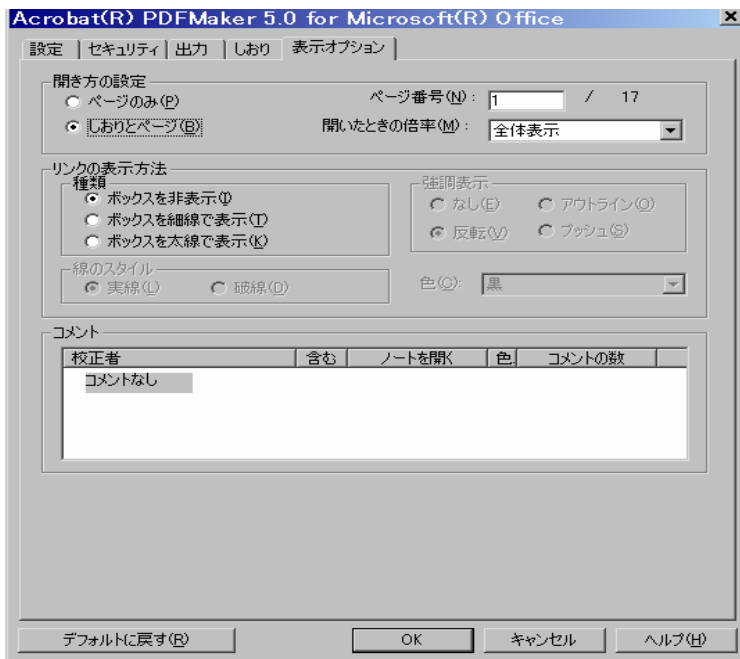 Acrobat(R) PDFMaker 5.0 for Microsoft(R) Office
設定 セキュリティ 出力 しおり 表示オプション
開き方の設定
ページのみ(P) ページ番号(N): 1 / 17
しおりとページ(B) 開いたときの倍率(M): 全体表示
リンクの表示方法
種類 強調表示
ボックスを非表示(I) なし(E) アウトライン(O)
ボックスを細線で表示(T) 反転(V) プッシュ(S)
ボックスを太線で表示(K)
線のスタイル
実線(L) 破線(D) 色(C): 黒
コメント
校正者 含む ノートを開く 色. コメントの数
コメントなし
デフォルトに戻す(R) OK キャンセル ヘルプ(H)